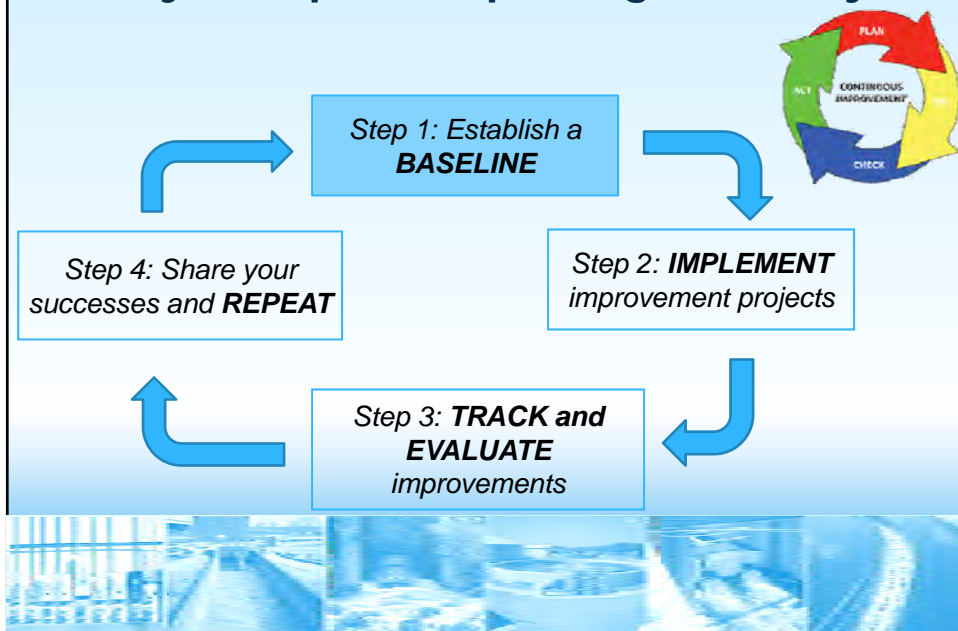 PLAN
ACT
CONTINUOUS
IMPROVEMENT
CHECK
Step 1: Establish a
BASELINE
Step 4: Share your
successes and REPEAT
Step 2: IMPLEMENT
improvement projects
Step 3: TRACK and
EVALUATE
improvements